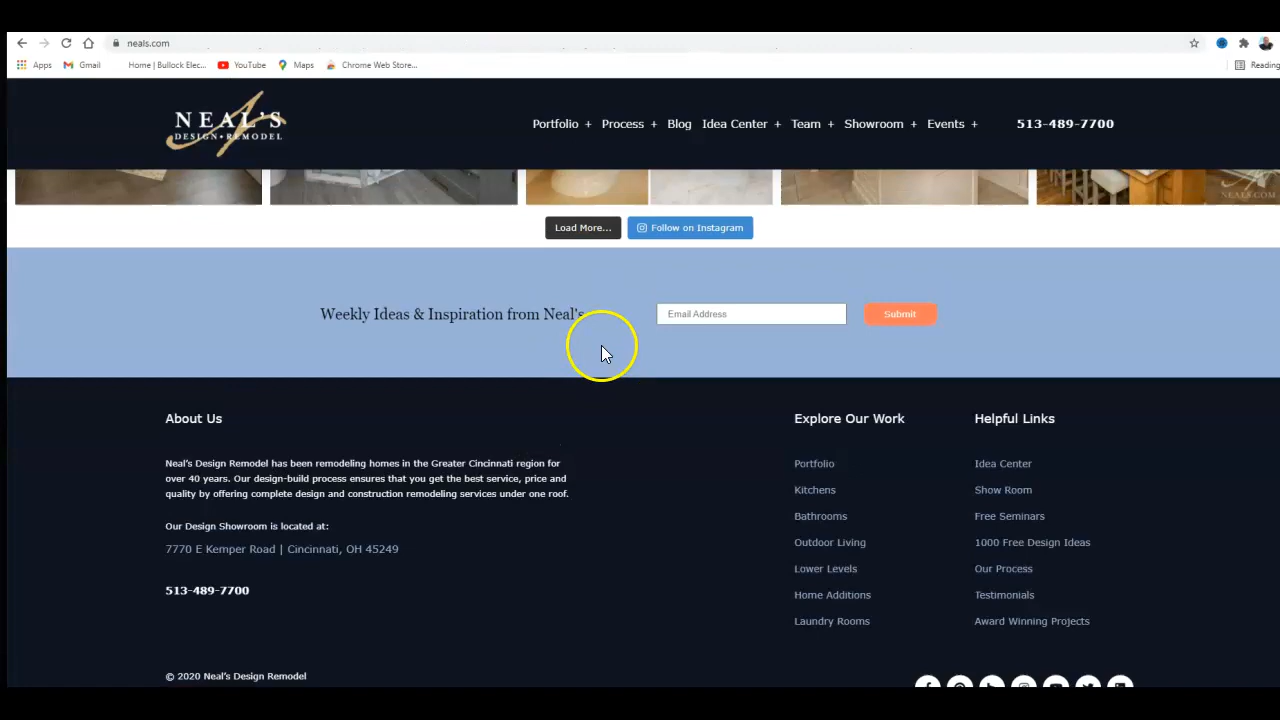 neals.com
Apps Gmail Home | Bullock Elec... YouTube Maps Chrome Web Store... Reading
NEAL'S
DESIGN•REMODEL
Portfolio + Process + Blog Idea Center + Team + Showroom + Events + 513-489-7700
NEALS.COM
Load More... Follow on Instagram
Weekly Ideas & Inspiration from Neal's Email Address Submit
About Us
Neal's Design Remodel has been remodeling homes in the Greater Cincinnati region for
over 40 years. Our design-build process ensures that you get the best service, price and
quality by offering complete design and construction remodeling services under one roof.
Our Design Showroom is located at:
7770 E Kemper Road | Cincinnati, OH 45249
513-489-7700
© 2020 Neal's Design Remodel
Explore Our Work
Portfolio
Kitchens
Bathrooms
Outdoor Living
Lower Levels
Home Additions
Laundry Rooms
Helpful Links
Idea Center
Show Room
Free Seminars
1000 Free Design Ideas
Our Process
Testimonials
Award Winning Projects